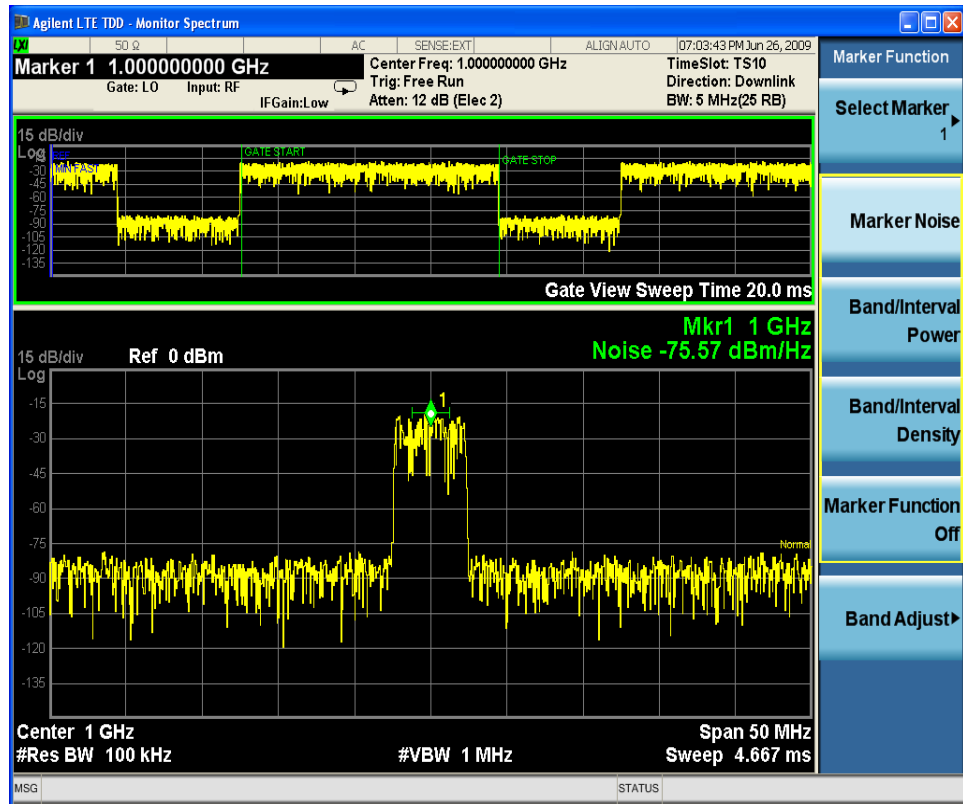 Agilent LTE TDD - Monitor Spectrum
LXI 50 Ω AC SENSE:EXT ALIGN AUTO 07:03:43 PM Jun 26, 2009
Marker 1 1.000000000 GHz
Gate: LO Input: RF
IFGain:Low
Center Freq: 1.000000000 GHz
Trig: Free Run
Atten: 12 dB (Elec 2)
TimeSlot: TS10
Direction: Downlink
BW: 5 MHz(25 RB)
15 dB/div
Log
GATE START
GATE STOP
MIN FAST
-30
-45
-60
-75
-90
-105
-120
-135
Gate View Sweep Time 20.0 ms
Mkr1 1 GHz
Noise -75.57 dBm/Hz
15 dB/div Ref 0 dBm
Log
1
-15
-30
-45
-60
-75
Normal
-90
-105
-120
-135
Center 1 GHz Span 50 MHz
#Res BW 100 kHz #VBW 1 MHz Sweep 4.667 ms
MSG STATUS
Marker Function
Select Marker
1
Marker Noise
Band/Interval
Power
Band/Interval
Density
Marker Function
Off
Band Adjust